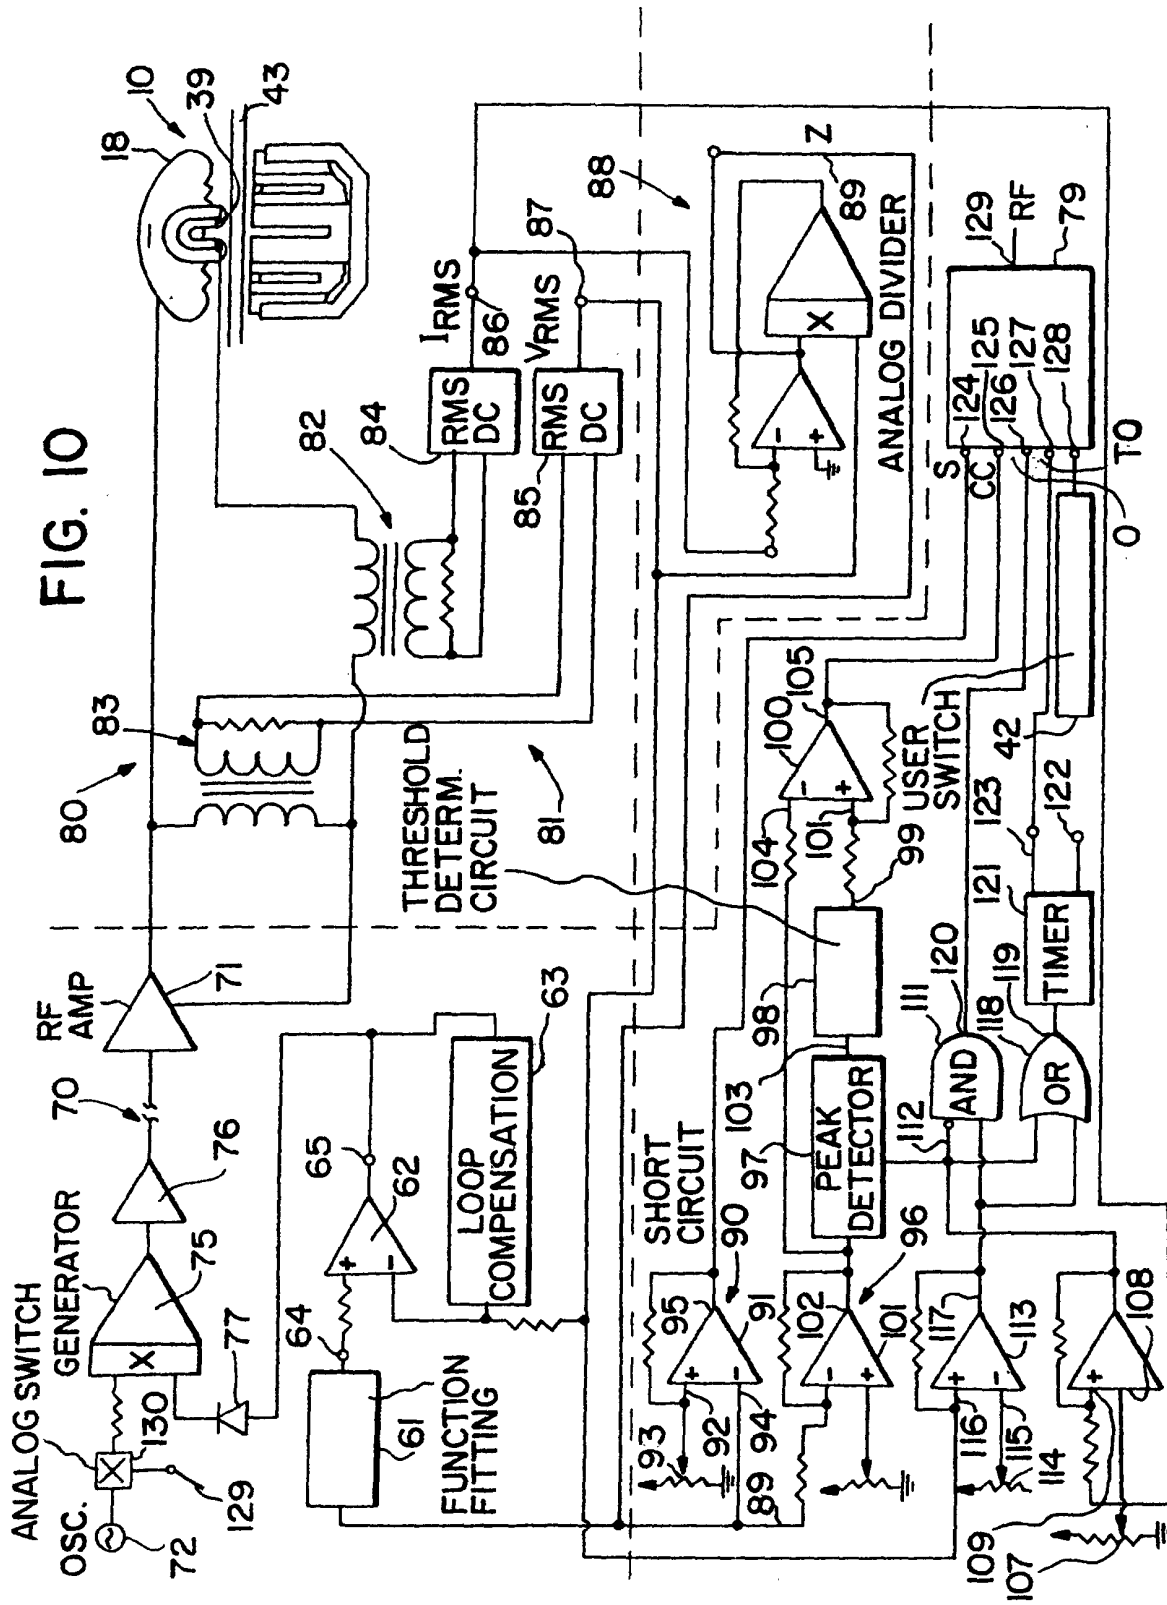 FIG. 10
ANALOG SWITCH
OSC.
72
129
130
GENERATOR
X
75
76
77
70
RF
AMP
71
80
83
82
84
18
10
39
43
RMS
DC
IRMS
86
85
RMS
DC
VRMS
87
81
THRESHOLD
DETERM.
CIRCUIT
FUNCTION
FITTING
61
64
+
-
62
65
LOOP
COMPENSATION
63
88
X
-
+
Z
89
ANALOG DIVIDER
SHORT
CIRCUIT
89
93
92
94
+
-
95
91
90
-
+
102
101
96
97
PEAK
DETECTOR
103
98
99
104
101
-
+
100
105
USER
SWITCH
S
CC
124
125
126
127
128
129
RF
79
O
TO
42
116
115
114
+
-
117
113
112
AND
111
120
OR
118
119
TIMER
121
123
122
109
107
+
-
108